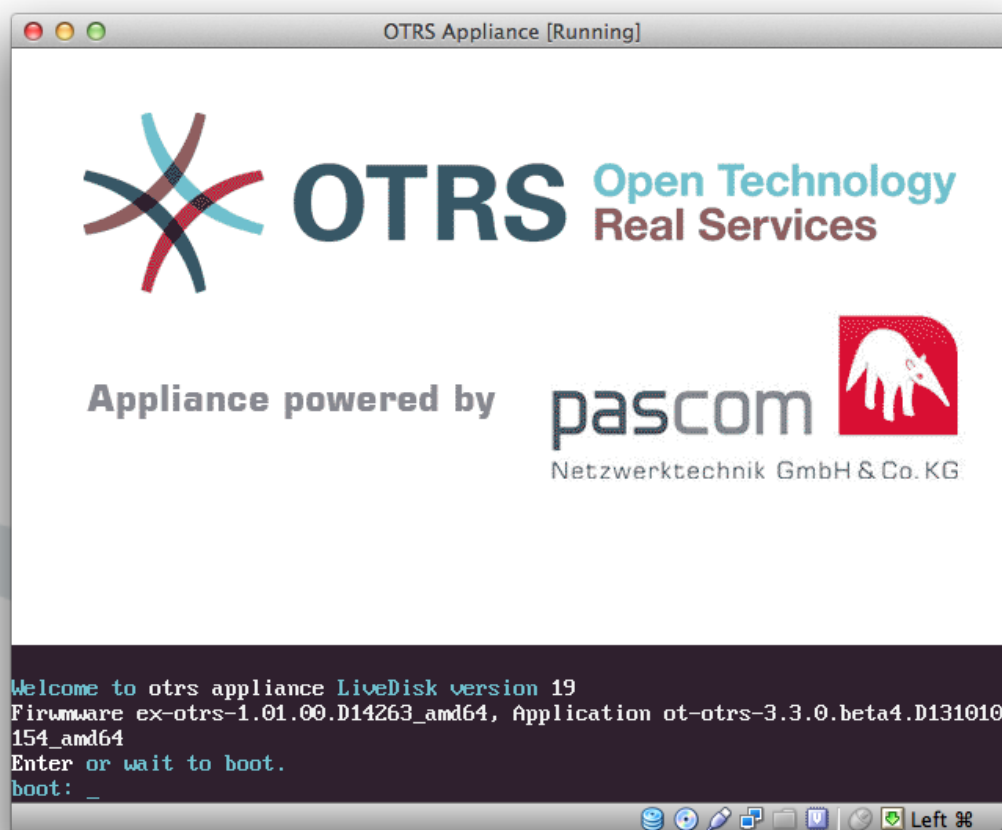 OTRS Appliance [Running]
OTRS Open Technology
Real Services
Appliance powered by
pascom
Netzwerktechnik GmbH & Co. KG
Welcome to otrs appliance LiveDisk version 19
Firwmware ex-otrs-1.01.00.D14263_amd64, Application ot-otrs-3.3.0.beta4.D131010
154_amd64
Enter or wait to boot.
boot: _
Left ⌘